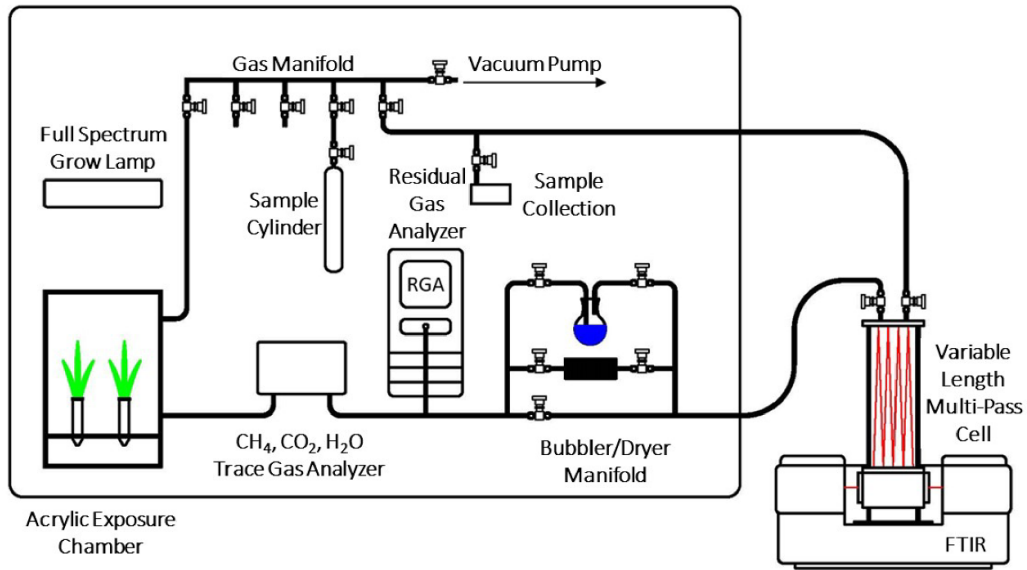 Gas Manifold
Vacuum Pump
Full Spectrum
Grow Lamp
Sample
Cylinder
Residual
Gas
Analyzer
Sample
Collection
RGA
CH₄, CO₂, H₂O
Trace Gas Analyzer
Bubbler/Dryer
Manifold
Variable
Length
Multi-Pass
Cell
Acrylic Exposure
Chamber
FTIR